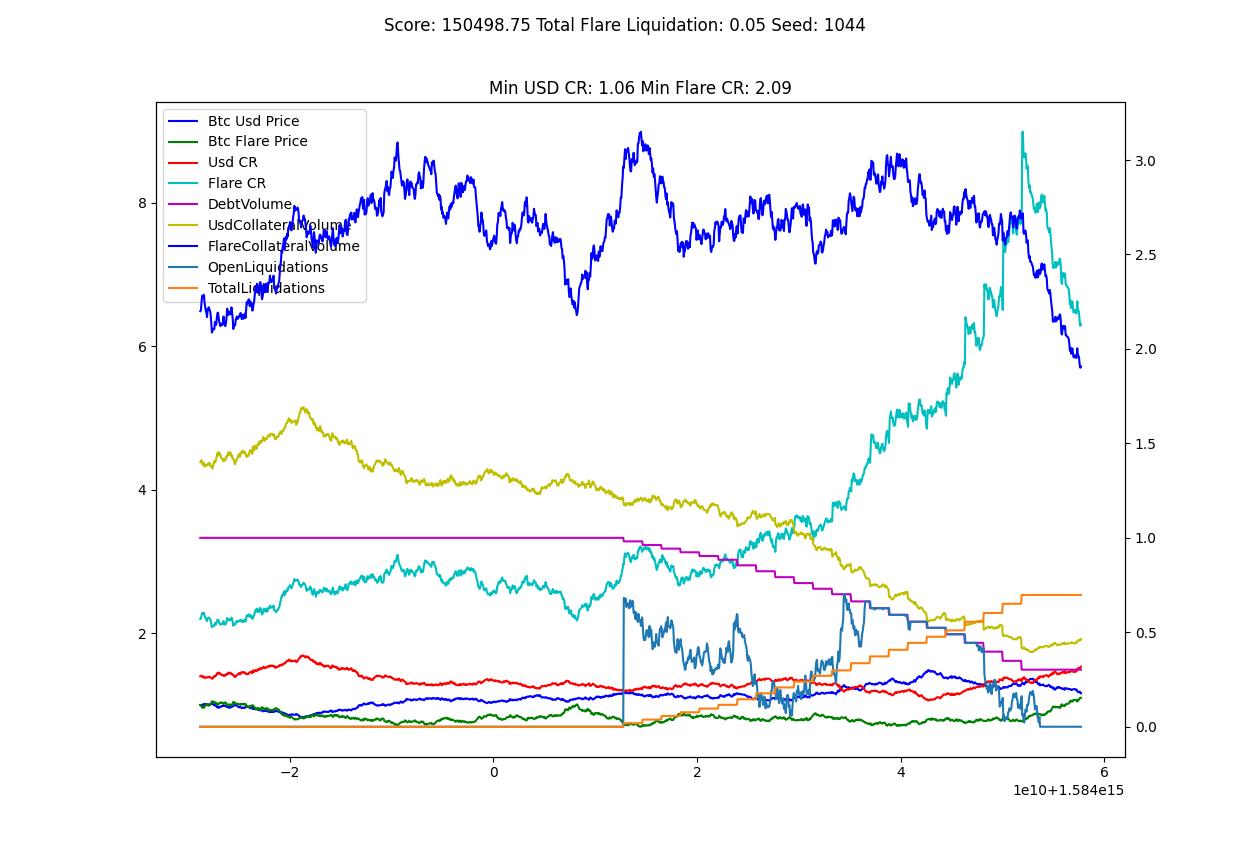 Score: 150498.75 Total Flare Liquidation: 0.05 Seed: 1044
Min USD CR: 1.06 Min Flare CR: 2.09
Btc Usd Price
Btc Flare Price
Usd CR
Flare CR
DebtVolume
UsdCollateralVolume
FlareCollateralVolume
OpenLiquidations
TotalLiquidations
8
6
4
2
3.0
2.5
2.0
1.5
1.0
0.5
0.0
−2
0
2
4
6
1e10+1.584e15